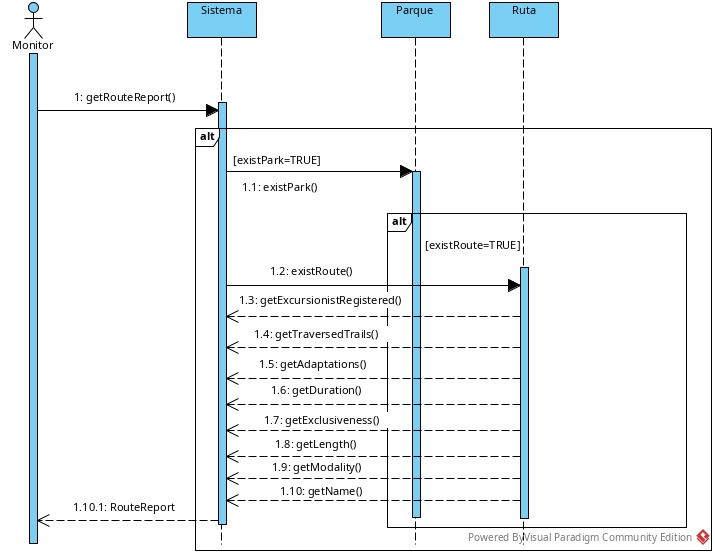 Sistema
Parque
Ruta
Monitor
1: getRouteReport()
alt
[existPark=TRUE]
1.1: existPark()
alt
[existRoute=TRUE]
1.2: existRoute()
1.3: getExcursionistRegistered()
1.4: getTraversedTrails()
1.5: getAdaptations()
1.6: getDuration()
1.7: getExclusiveness()
1.8: getLength()
1.9: getModality()
1.10: getName()
1.10.1: RouteReport
Powered ByVisual Paradigm Community Edition